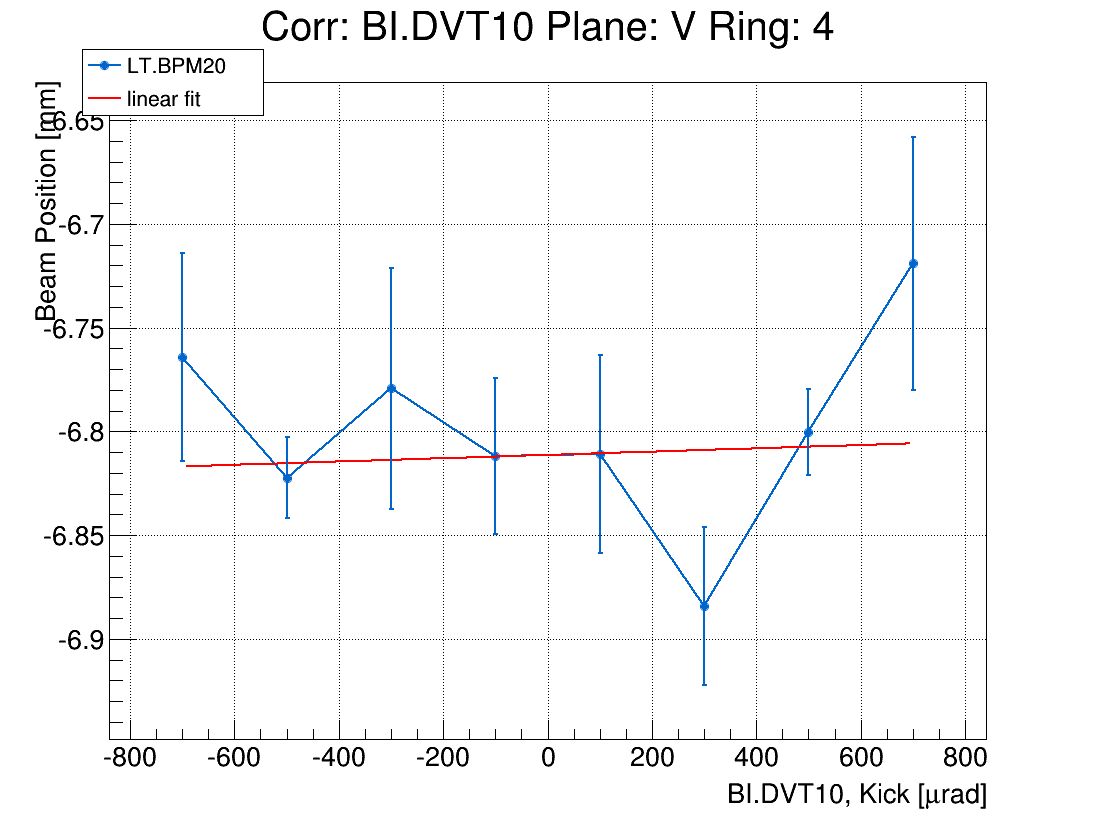 Corr: BI.DVT10 Plane: V Ring: 4
LT.BPM20
linear fit
Beam Position [mm]
-6.65
-6.7
-6.75
-6.8
-6.85
-6.9
-800 -600 -400 -200 0 200 400 600 800
BI.DVT10, Kick [μrad]